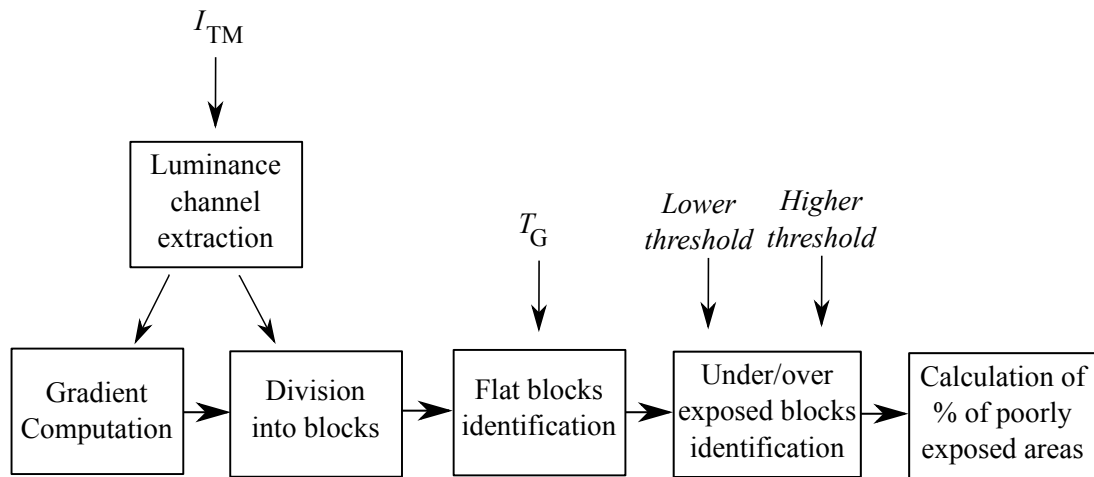 I_TM
Luminance
channel
extraction
T_G
Lower
threshold
Higher
threshold
Gradient
Computation
Division
into blocks
Flat blocks
identification
Under/over
exposed blocks
identification
Calculation of
% of poorly
exposed areas